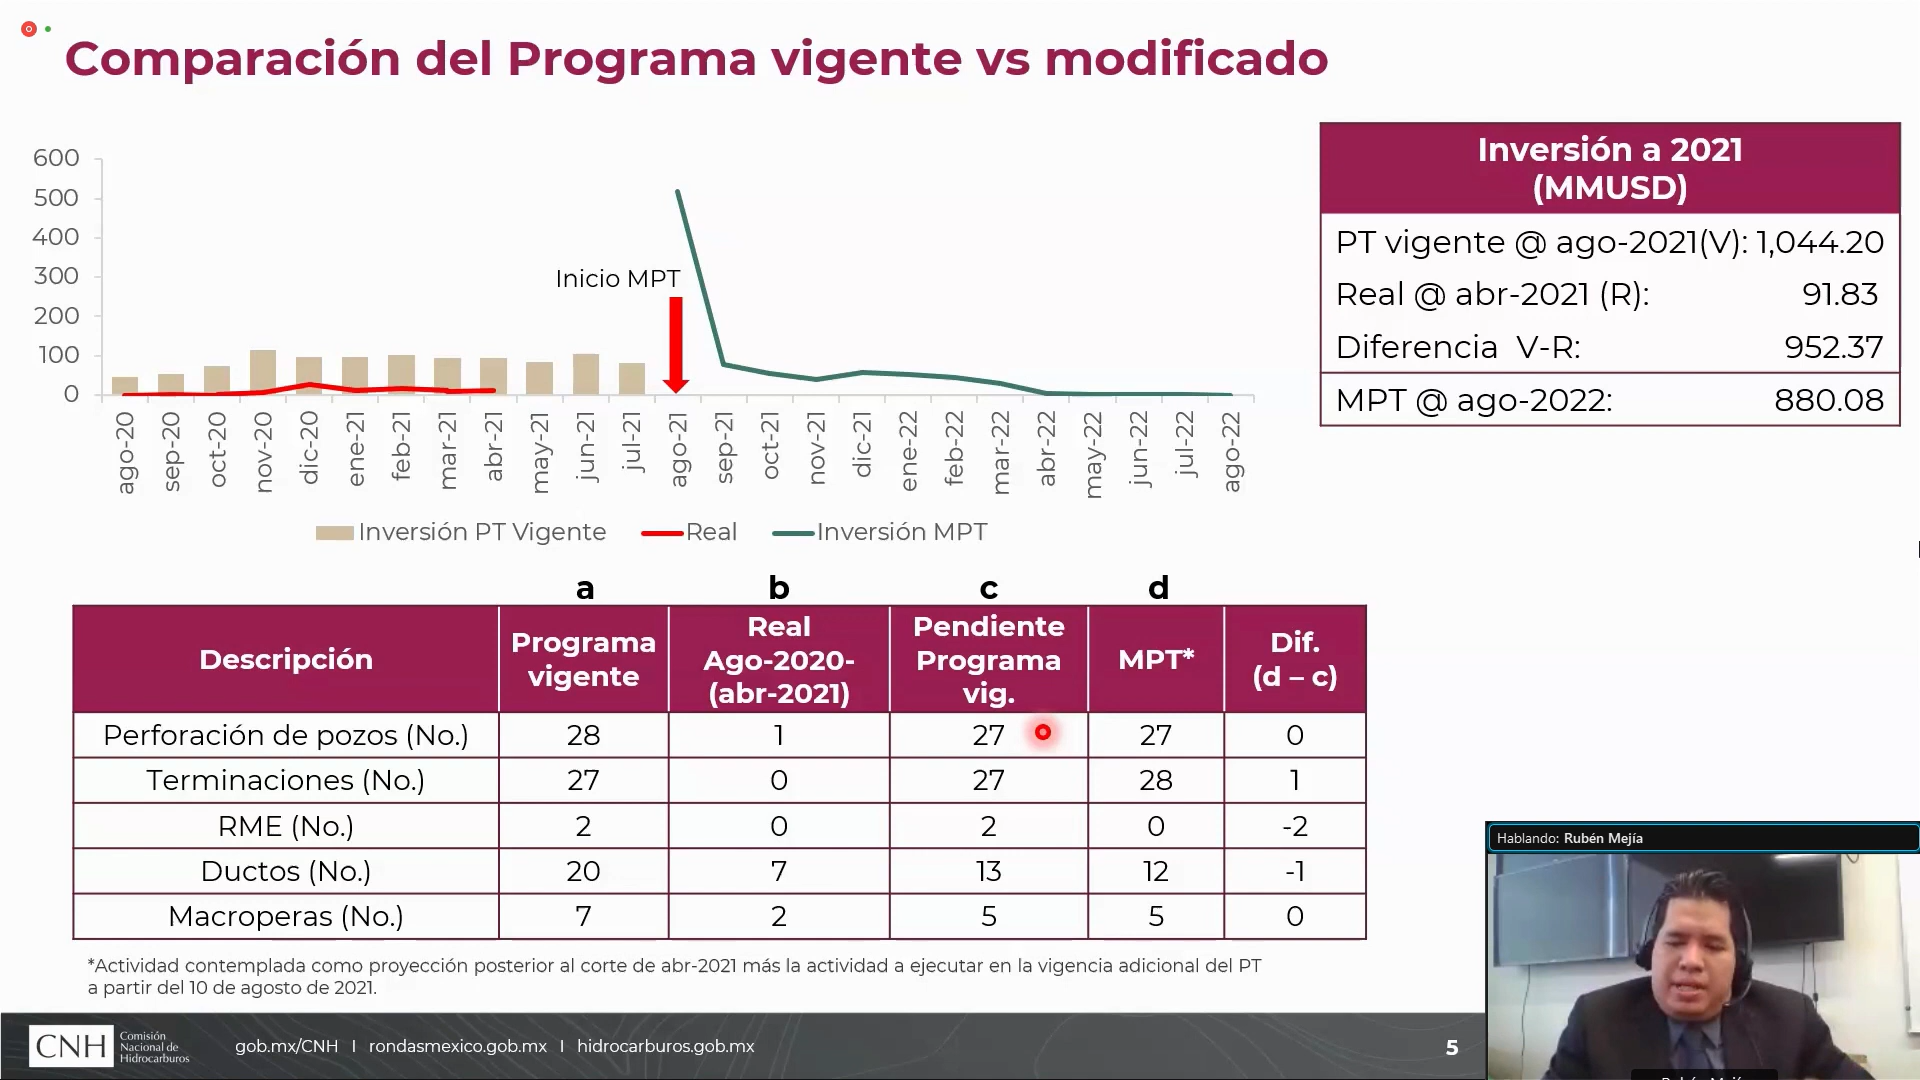 Comparación del Programa vigente vs modificado
600
500
400
300
200
100
0
Inicio MPT
ago-20
sep-20
oct-20
nov-20
dic-20
ene-21
feb-21
mar-21
abr-21
may-21
jun-21
jul-21
ago-21
sep-21
oct-21
nov-21
dic-21
ene-22
feb-22
mar-22
abr-22
may-22
jun-22
jul-22
ago-22
Inversión PT Vigente Real Inversión MPT
Inversión a 2021
(MMUSD)
PT vigente @ ago-2021(V): 1,044.20
Real @ abr-2021 (R): 91.83
Diferencia V-R: 952.37
MPT @ ago-2022: 880.08
a b c d
Descripción Programa vigente Real Ago-2020-(abr-2021) Pendiente Programa vig. MPT* Dif. (d – c)
Perforación de pozos (No.) 28 1 27 27 0
Terminaciones (No.) 27 0 27 28 1
RME (No.) 2 0 2 0 -2
Ductos (No.) 20 7 13 12 -1
Macroperas (No.) 7 2 5 5 0
*Actividad contemplada como proyección posterior al corte de abr-2021 más la actividad a ejecutar en la vigencia adicional del PT
a partir del 10 de agosto de 2021.
CNH Comisión
Nacional de
Hidrocarburos
gob.mx/CNH I rondasmexico.gob.mx I hidrocarburos.gob.mx
5
Hablando: Rubén Mejía